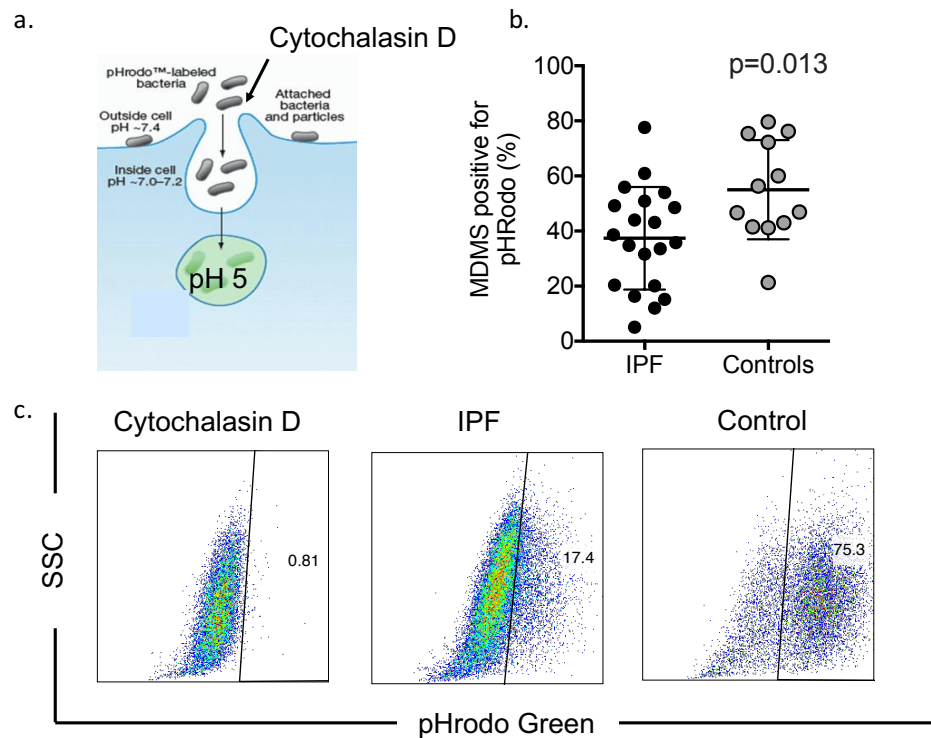 a.
Cytochalasin D
pHrodo™-labeled
bacteria
Attached
bacteria
and particles
Outside cell
pH ~7.4
Inside cell
pH ~7.0–7.2
pH 5
b.
p=0.013
MDMS positive for
pHRodo (%)
100
80
60
40
20
0
IPF
Controls
c.
Cytochalasin D
IPF
Control
SSC
0.81
17.4
75.3
pHrodo Green